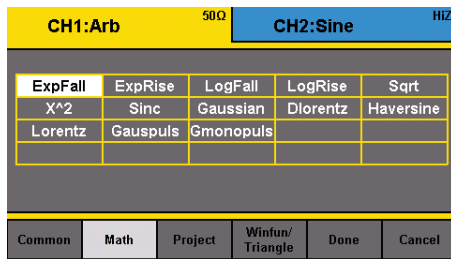 CH1:Arb 50Ω CH2:Sine HiZ
ExpFall ExpRise LogFall LogRise Sqrt
X^2 Sinc Gaussian Dlorentz Haversine
Lorentz Gauspuls Gmonopuls
Common Math Project Winfun/ Done Cancel
Triangle